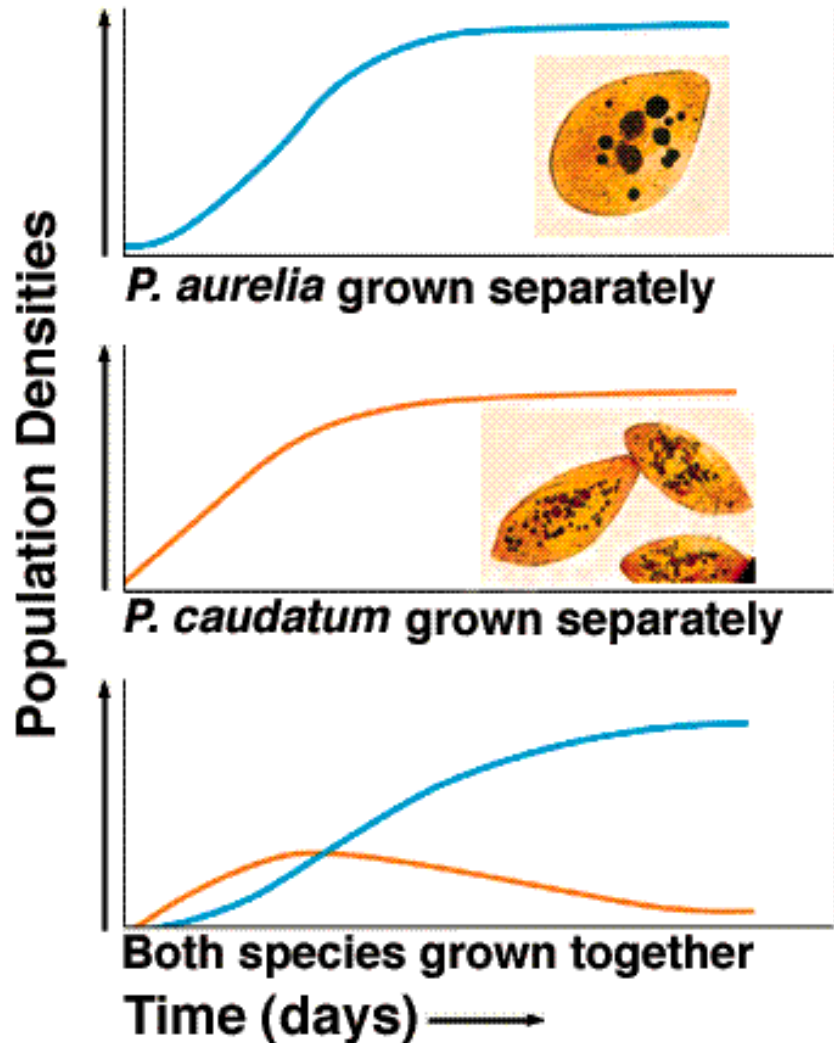 Population Densities
P. aurelia grown separately
P. caudatum grown separately
Both species grown together
Time (days)